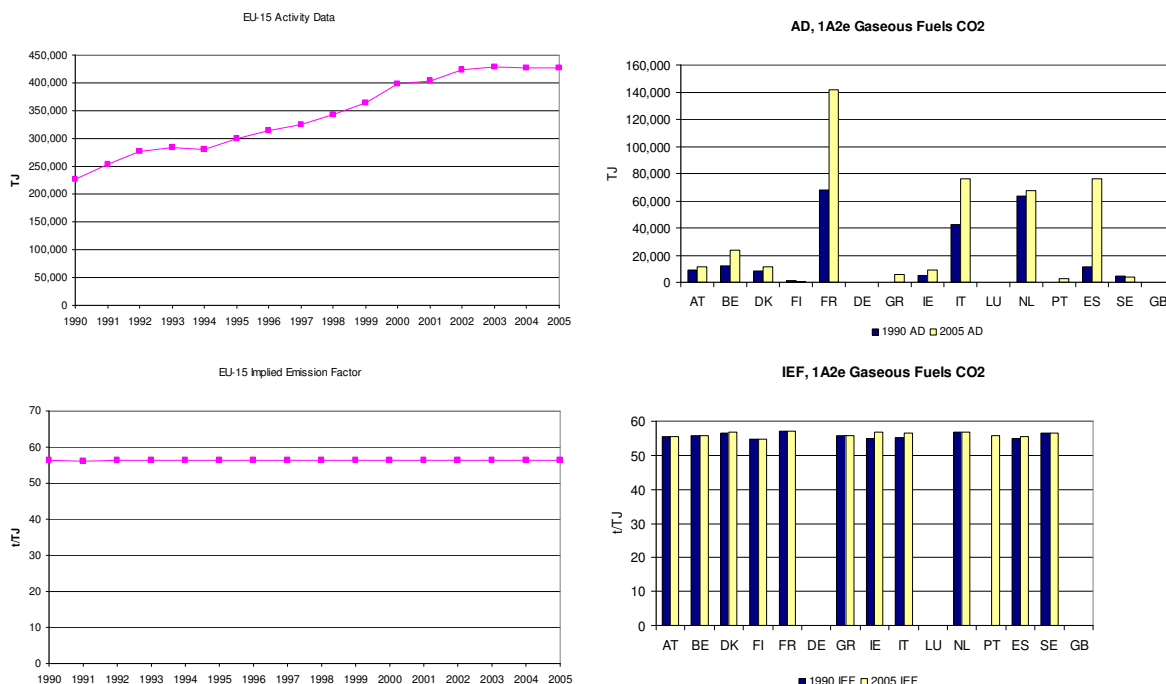 EU-15 Activity Data
450,000
400,000
350,000
300,000
250,000
200,000
150,000
100,000
50,000
0
TJ
1990 1991 1992 1993 1994 1995 1996 1997 1998 1999 2000 2001 2002 2003 2004 2005
AD, 1A2e Gaseous Fuels CO2
160,000
140,000
120,000
100,000
80,000
60,000
40,000
20,000
0
TJ
AT BE DK FI FR DE GR IE IT LU NL PT ES SE GB
1990 AD 2005 AD
EU-15 Implied Emission Factor
70
60
50
40
30
20
10
0
t/TJ
1990 1991 1992 1993 1994 1995 1996 1997 1998 1999 2000 2001 2002 2003 2004 2005
IEF, 1A2e Gaseous Fuels CO2
60
50
40
30
20
10
0
t/TJ
AT BE DK FI FR DE GR IE IT LU NL PT ES SE GB
1990 IEF 2005 IEF